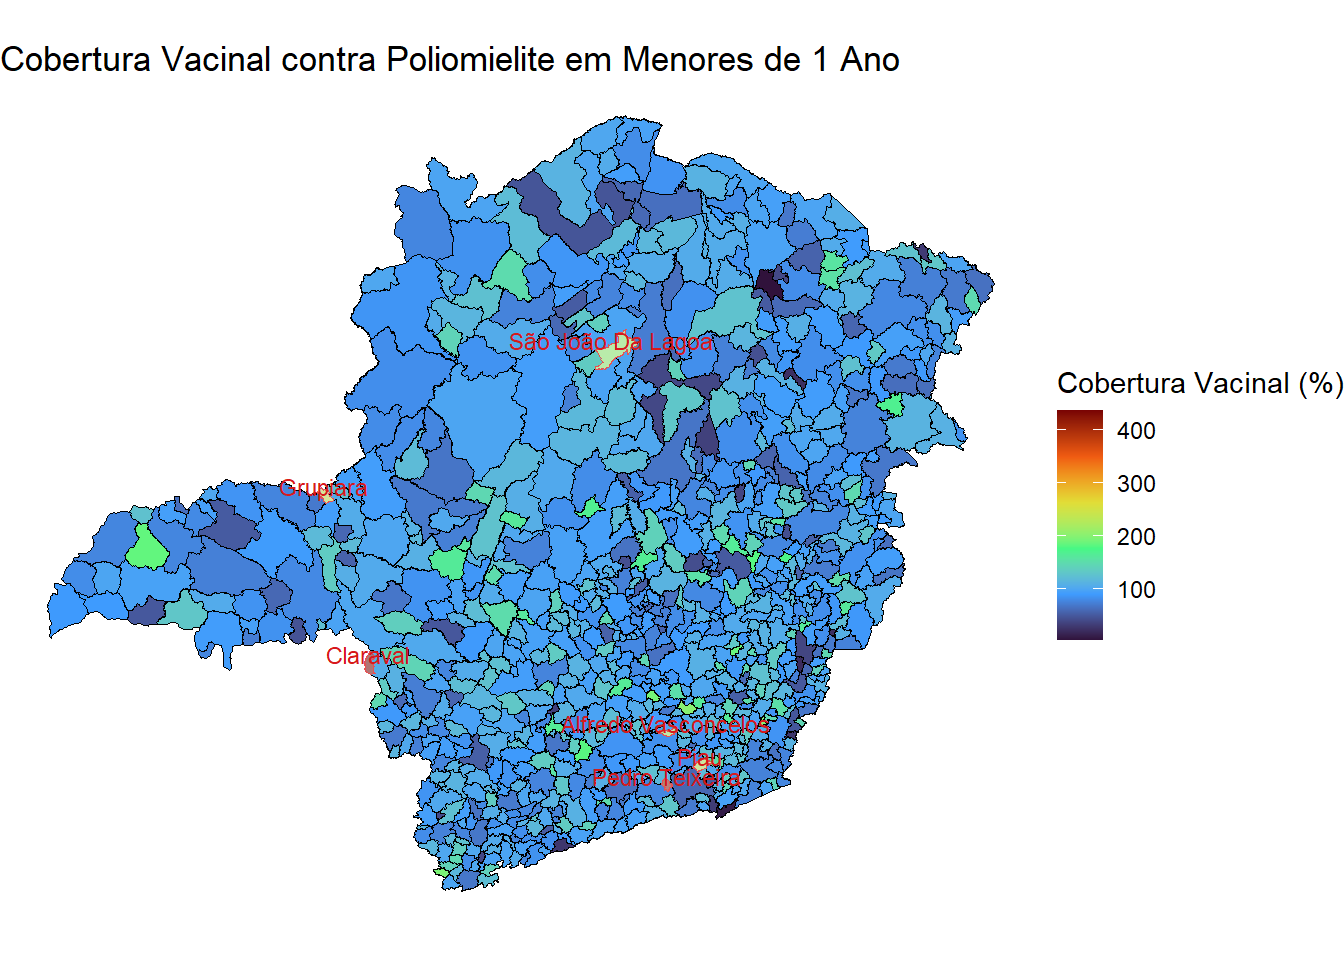 Cobertura Vacinal contra Poliomielite em Menores de 1 Ano
São João Da Lagoa
Cobertura Vacinal (%)
400
300
200
100
Grupiara
Claraval
Alfredo Vasconcelos
Piau
Pedro Teixeira